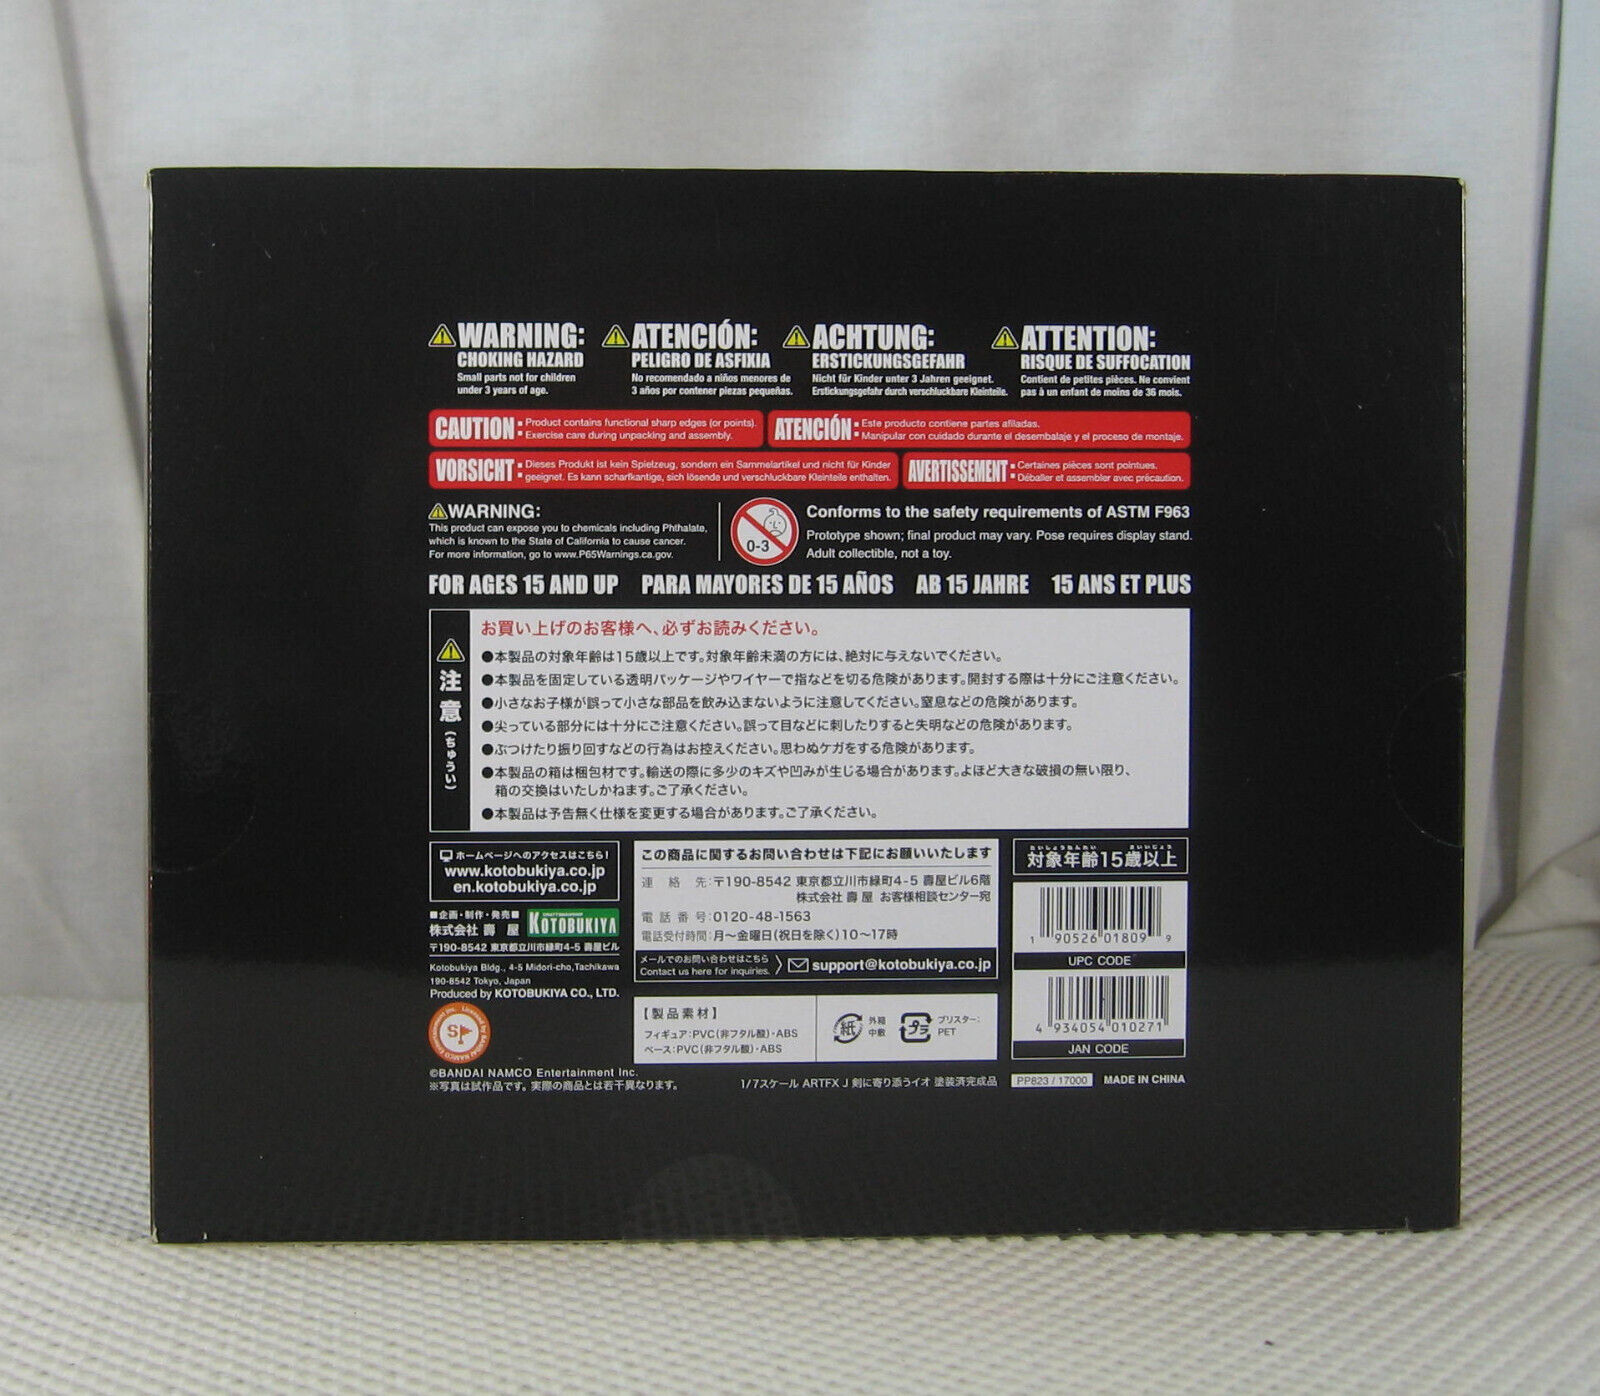 WARNING:
CHOKING HAZARD
Small parts not for children
under 3 years of age.
ATENCIÓN:
PELIGRO DE ASFIXIA
No recomendado a niños menores de
3 años por contener piezas pequeñas.
ACHTUNG:
ERSTICKUNGSGEFAHR
Nicht für Kinder unter 3 Jahren geeignet.
Erstickungsgefahr durch verschluckbare Kleinteile.
ATTENTION:
RISQUE DE SUFFOCATION
Contient de petites pièces. Ne convient
pas à un enfant de moins de 36 mois.
CAUTION: Product contains functional sharp edges (or points).
Exercise care during unpacking and assembly.
ATENCIÓN: Este producto contiene partes afiladas.
Manipular con cuidado durante el desembalaje y el proceso de montaje.
VORSICHT: Dieses Produkt ist kein Spielzeug, sondern ein Sammelartikel und nicht für Kinder
geeignet. Es kann scharfkantige, sich lösende und verschluckbare Kleinteile enthalten.
AVERTISSEMENT: Certaines pièces sont pointues.
Déballer et assembler avec précaution.
WARNING:
This product can expose you to chemicals including Phthalate,
which is known to the State of California to cause cancer.
For more information, go to www.P65Warnings.ca.gov.
0-3
Conforms to the safety requirements of ASTM F963
Prototype shown; final product may vary. Pose requires display stand.
Adult collectible, not a toy.
FOR AGES 15 AND UP PARA MAYORES DE 15 AÑOS AB 15 JAHRE 15 ANS ET PLUS
注意(ちゅうい)
お買い上げのお客様へ、必ずお読みください。
●本製品の対象年齢は15歳以上です。対象年齢未満の方には、絶対に与えないでください。
●本製品を固定している透明パッケージやワイヤーで指などを切る危険があります。開封する際は十分にご注意ください。
●小さなお子様が誤って小さな部品を飲み込まないように注意してください。窒息などの危険があります。
●尖っている部分には十分にご注意ください。誤って目などに刺したりすると失明などの危険があります。
●ぶつけたり振り回すなどの行為はお控えください。思わぬケガをする危険があります。
●本製品の箱は梱包材です。輸送の際に多少のキズや凹みが生じる場合があります。よほど大きな破損の無い限り、
箱の交換はいたしかねます。ご了承ください。
●本製品は予告無く仕様を変更する場合があります。ご了承ください。
ホームページへのアクセスはこちら!
www.kotobukiya.co.jp
en.kotobukiya.co.jp
■企画・制作・発売■
株式会社 壽 屋
KOTOBUKIYA
〒190-8542 東京都立川市緑町4-5 壽屋ビル
Kotobukiya Bldg., 4-5 Midori-cho,Tachikawa
190-8542 Tokyo, Japan
Produced by KOTOBUKIYA CO., LTD.
©BANDAI NAMCO Entertainment Inc.
※写真は試作品です。実際の商品とは若干異なります。
この商品に関するお問い合わせは下記にお願いいたします
連絡先:〒190-8542 東京都立川市緑町4-5 壽屋ビル6階
株式会社 壽 屋 お客様相談センター宛
電話番号:0120-48-1563
電話受付時間:月〜金曜日(祝日を除く)10〜17時
メールでのお問い合わせはこちら
Contact us here for inquiries.
support@kotobukiya.co.jp
【製品素材】
フィギュア:PVC(非フタル酸)・ABS
ベース:PVC(非フタル酸)・ABS
紙
外箱
中敷
プラ
ブリスター:
PET
1/7スケール ARTFX J 剣に寄り添うイオ 塗装済完成品
たいしょうねんれい さいいじょう
対象年齢15歳以上
1 90526 01809 9
UPC CODE
4 934054 010271
JAN CODE
PP823 / 17000
MADE IN CHINA